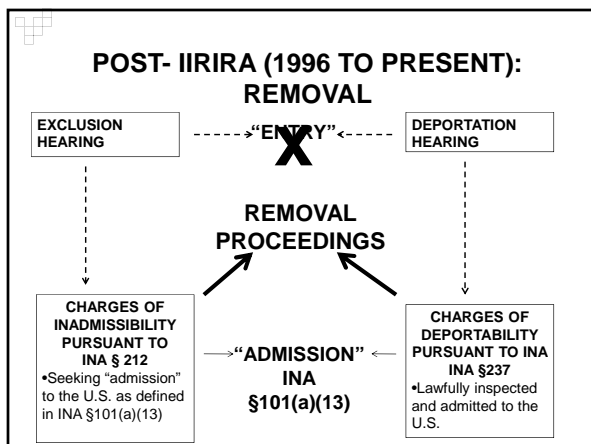 POST- IIRIRA (1996 TO PRESENT):
REMOVAL
EXCLUSION
HEARING
“ENTRY”
X
DEPORTATION
HEARING
REMOVAL
PROCEEDINGS
CHARGES OF
INADMISSIBILITY
PURSUANT TO
INA § 212
•Seeking “admission”
to the U.S. as defined
in INA §101(a)(13)
“ADMISSION”
INA
§101(a)(13)
CHARGES OF
DEPORTABILITY
PURSUANT TO INA
INA §237
•Lawfully inspected
and admitted to the
U.S.